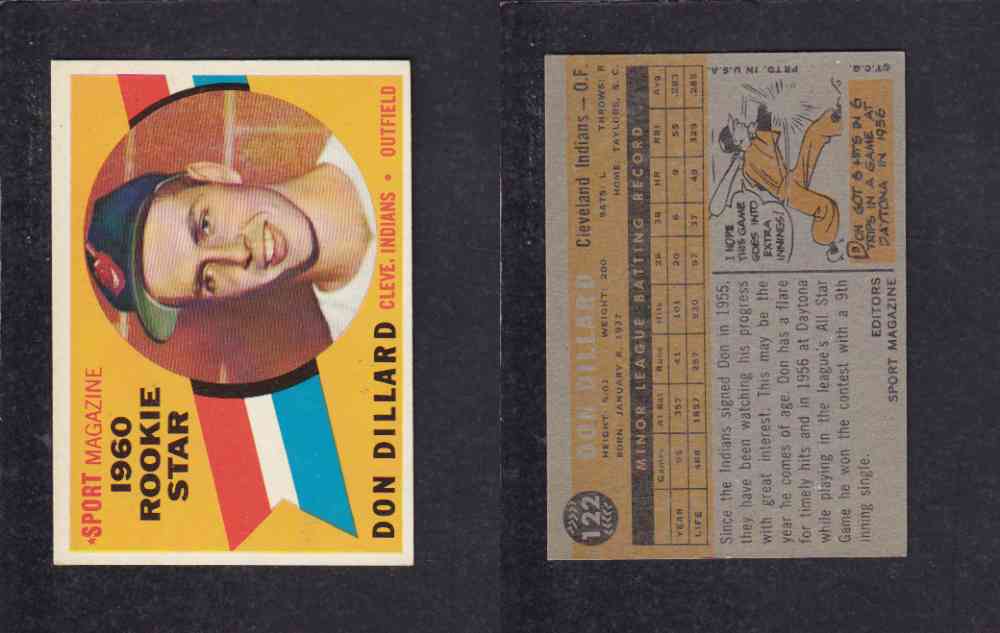 ★SPORT MAGAZINE
1960
ROOKIE
STAR
DON DILLARD
CLEVE. INDIANS • OUTFIELD
122
DON DILLARD
Cleveland Indians — O.F.
HEIGHT: 6:01 WEIGHT: 200 BATS: L THROWS: R
BORN: JANUARY 8, 1937 HOME: TAYLORS, S. C.
MINOR LEAGUE BATTING RECORD
Games At Bat Runs Hits 2B 3B HR RBI Avg
YEAR 95 357 41 101 20 6 9 55 .283
LIFE 488 1857 357 530 97 37 49 329 .285
Since the Indians signed Don in 1955,
they have been watching his progress
with great interest. This may be the
year he comes of age. Don has a flare
for timely hits and in 1956 at Daytona
while playing in the league's All Star
Game he won the contest with a 9th
inning single.
EDITORS
SPORT MAGAZINE
I HOPE
THIS GAME
GOES INTO
EXTRA
INNINGS!
DON GOT 6 HITS IN 6
TRIPS IN A GAME AT
DAYTONA IN 1956
©T.C.G. PRTD. IN U.S.A.